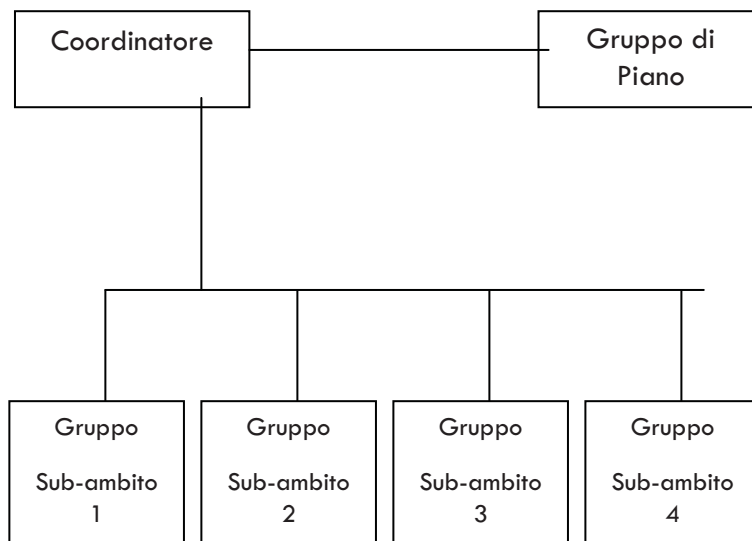 Coordinatore
Gruppo di
Piano
Gruppo
Sub-ambito
1
Gruppo
Sub-ambito
2
Gruppo
Sub-ambito
3
Gruppo
Sub-ambito
4